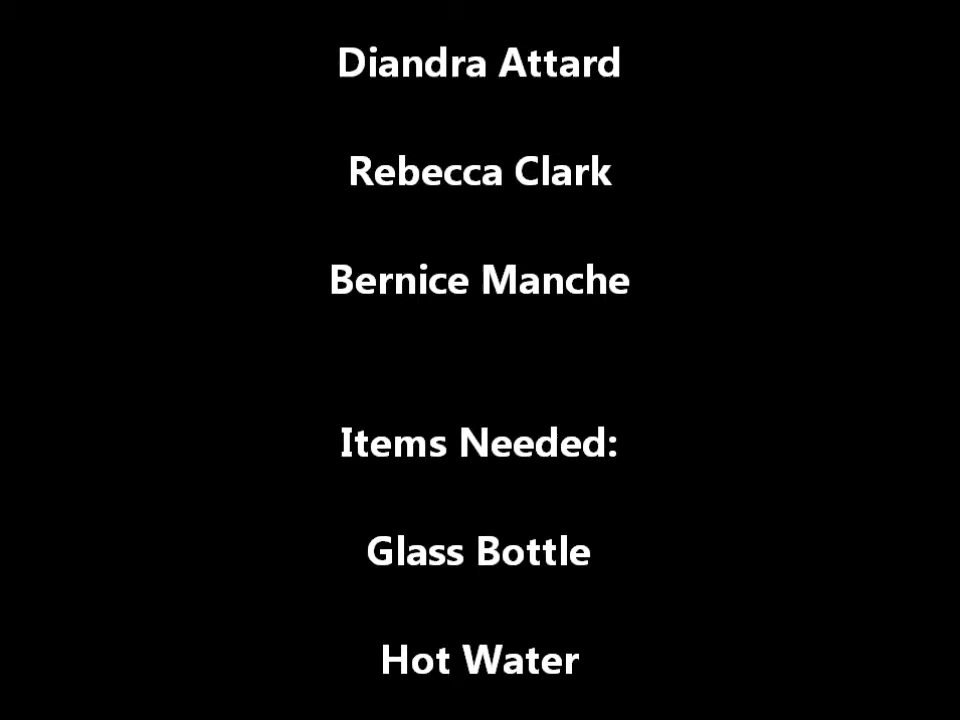 Diandra Attard
Rebecca Clark
Bernice Manche
Items Needed:
Glass Bottle
Hot Water